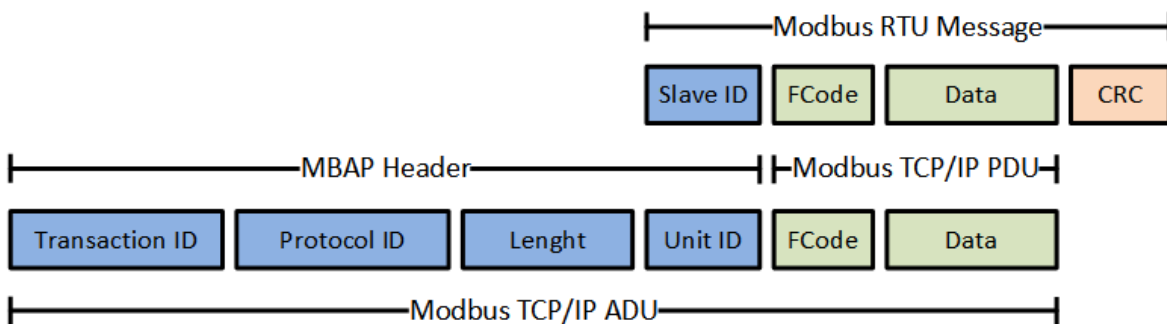 Modbus RTU Message
Slave ID FCode Data CRC
MBAP Header Modbus TCP/IP PDU
Transaction ID Protocol ID Lenght Unit ID FCode Data
Modbus TCP/IP ADU